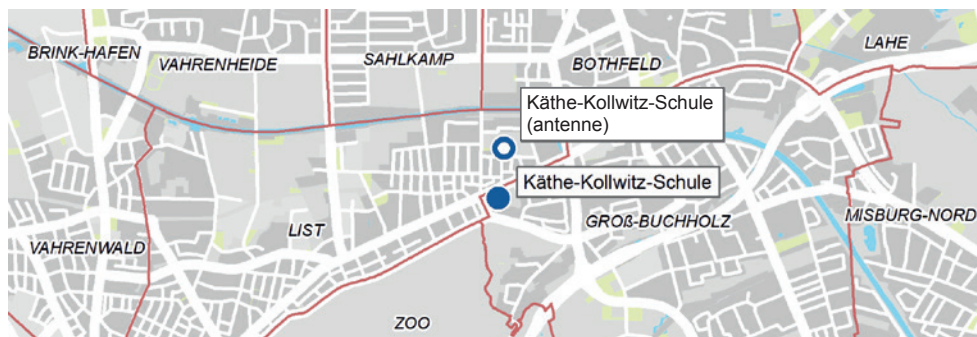 LAHE
BRINK-HAFEN
VAHRENHEIDE
SAHLKAMP
BOTHFELD
Käthe-Kollwitz-Schule
(antenne)
Käthe-Kollwitz-Schule
LIST
GROß-BUCHHOLZ
MISBURG-NORD
VAHRENWALD
ZOO